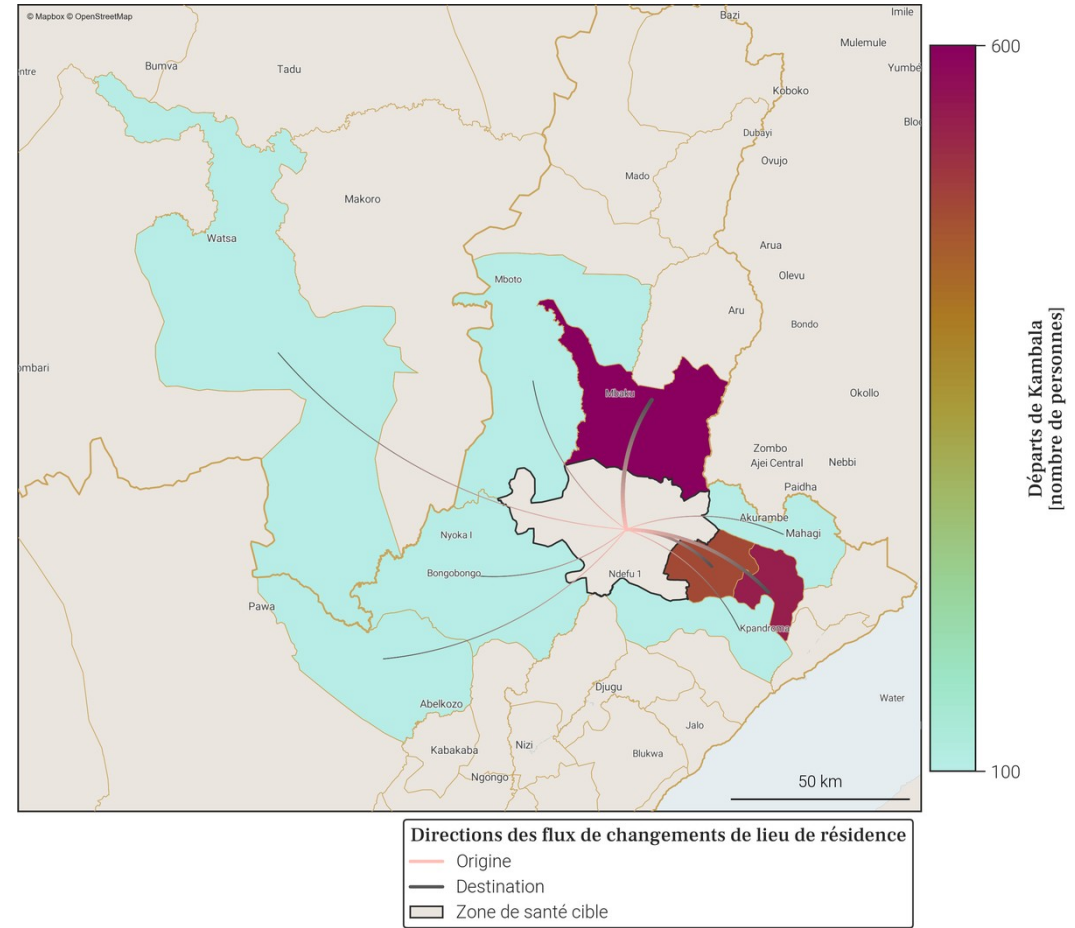 © Mapbox © OpenStreetMap
Bazi
Imile
Mulemule
Bumva
Tadu
ntre
Yumbé
Koboko
Dubayi
Ovujo
Mado
Makoro
Watsa
Arua
Mboto
Olevu
Aru
Bondo
ombari
Okollo
Zombo
Ajei Central
Nebbi
Paidha
Akurambe
Mahagi
Nyoka I
Bongobongo
Ndefu 1
Pawa
Djugu
Water
Abelkozo
Jalo
Kabakaba
Nizi
Blukwa
Ngongo
50 km
600
100
Départs de Kambala
[nombre de personnes]
Directions des flux de changements de lieu de résidence
Origine
Destination
Zone de santé cible